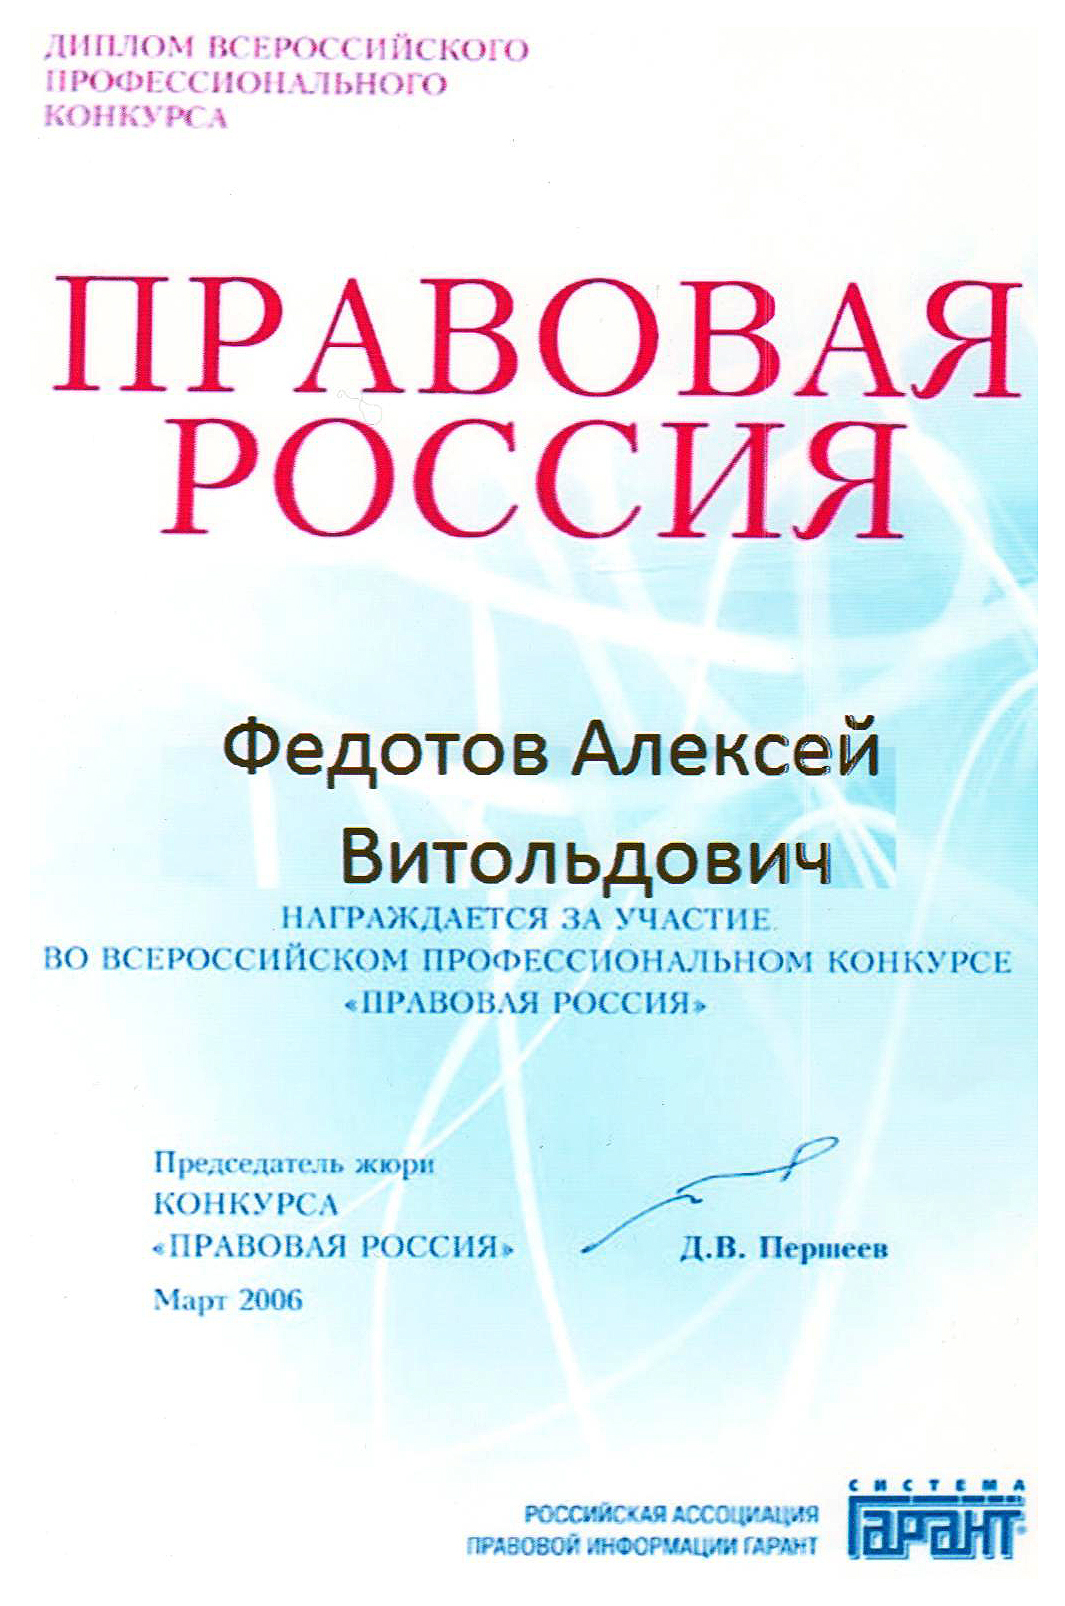 ДИПЛОМ ВСЕРОССИЙСКОГО
ПРОФЕССИОНАЛЬНОГО
КОНКУРСА
ПРАВОВАЯ
РОССИЯ
Федотов Алексей
Витольдович
НАГРАЖДАЕТСЯ ЗА УЧАСТИЕ
ВО ВСЕРОССИЙСКОМ ПРОФЕССИОНАЛЬНОМ КОНКУРСЕ
«ПРАВОВАЯ РОССИЯ»
Председатель жюри
КОНКУРСА
«ПРАВОВАЯ РОССИЯ»
Д.В. Першеев
Март 2006
РОССИЙСКАЯ АССОЦИАЦИЯ
ПРАВОВОЙ ИНФОРМАЦИИ ГАРАНТ
СИСТЕМА
ГАРАНТ